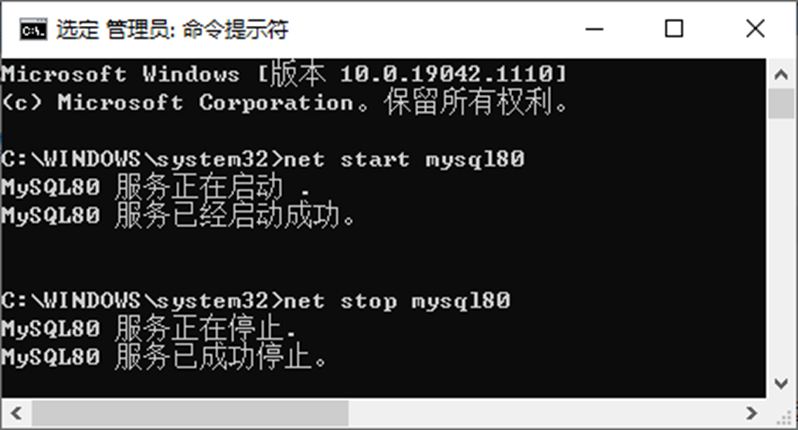 选定 管理员: 命令提示符
Microsoft Windows [版本 10.0.19042.1110]
(c) Microsoft Corporation。保留所有权利。
C:\WINDOWS\system32>net start mysql80
MySQL80 服务正在启动 .
MySQL80 服务已经启动成功。
C:\WINDOWS\system32>net stop mysql80
MySQL80 服务正在停止.
MySQL80 服务已成功停止。